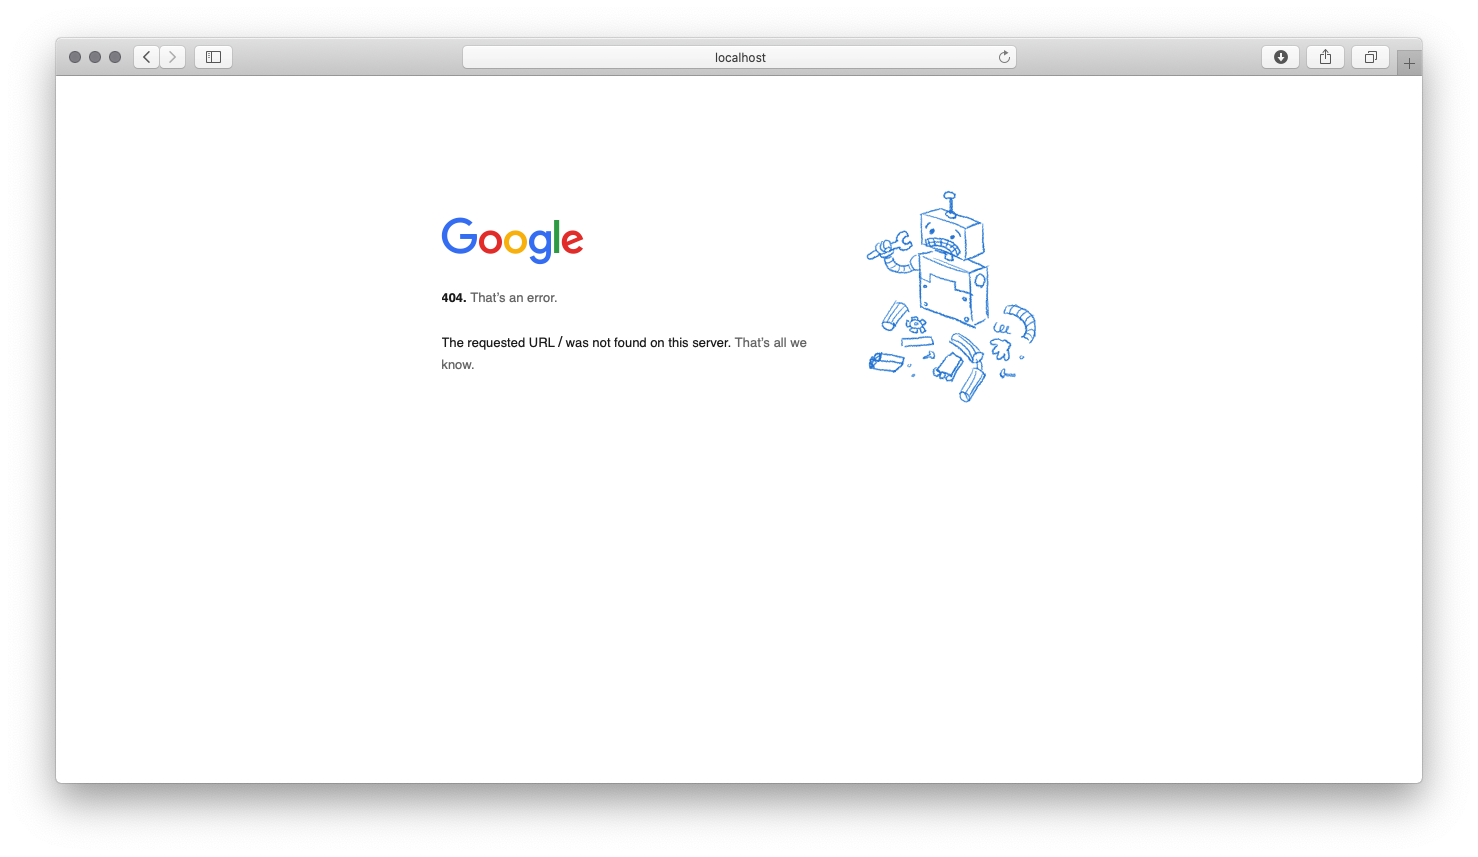 localhost
Google
404. That’s an error.
The requested URL / was not found on this server. That’s all we
know.